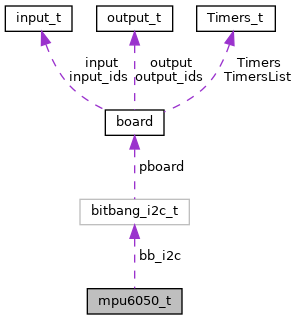 input_t
output_t
Timers_t
input
input_ids
output
output_ids
Timers
TimersList
board
pboard
bitbang_i2c_t
bb_i2c
mpu6050_t